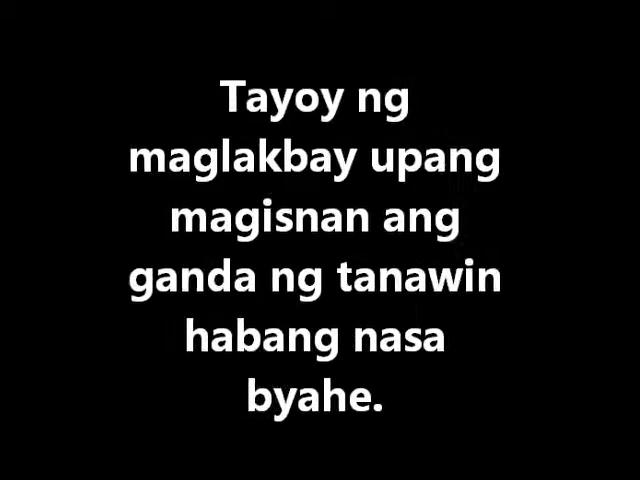 Tayoy ng
maglakbay upang
magisnan ang
ganda ng tanawin
habang nasa
byahe.